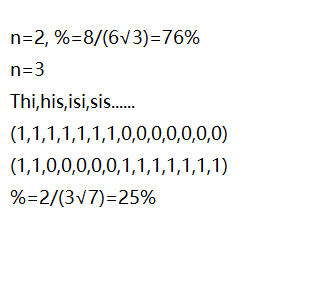 n=2, %=8/(6√3)=76%
n=3
Thi,his,isi,sis......
(1,1,1,1,1,1,1,0,0,0,0,0,0,0)
(1,1,0,0,0,0,0,1,1,1,1,1,1,1)
%=2/(3√7)=25%